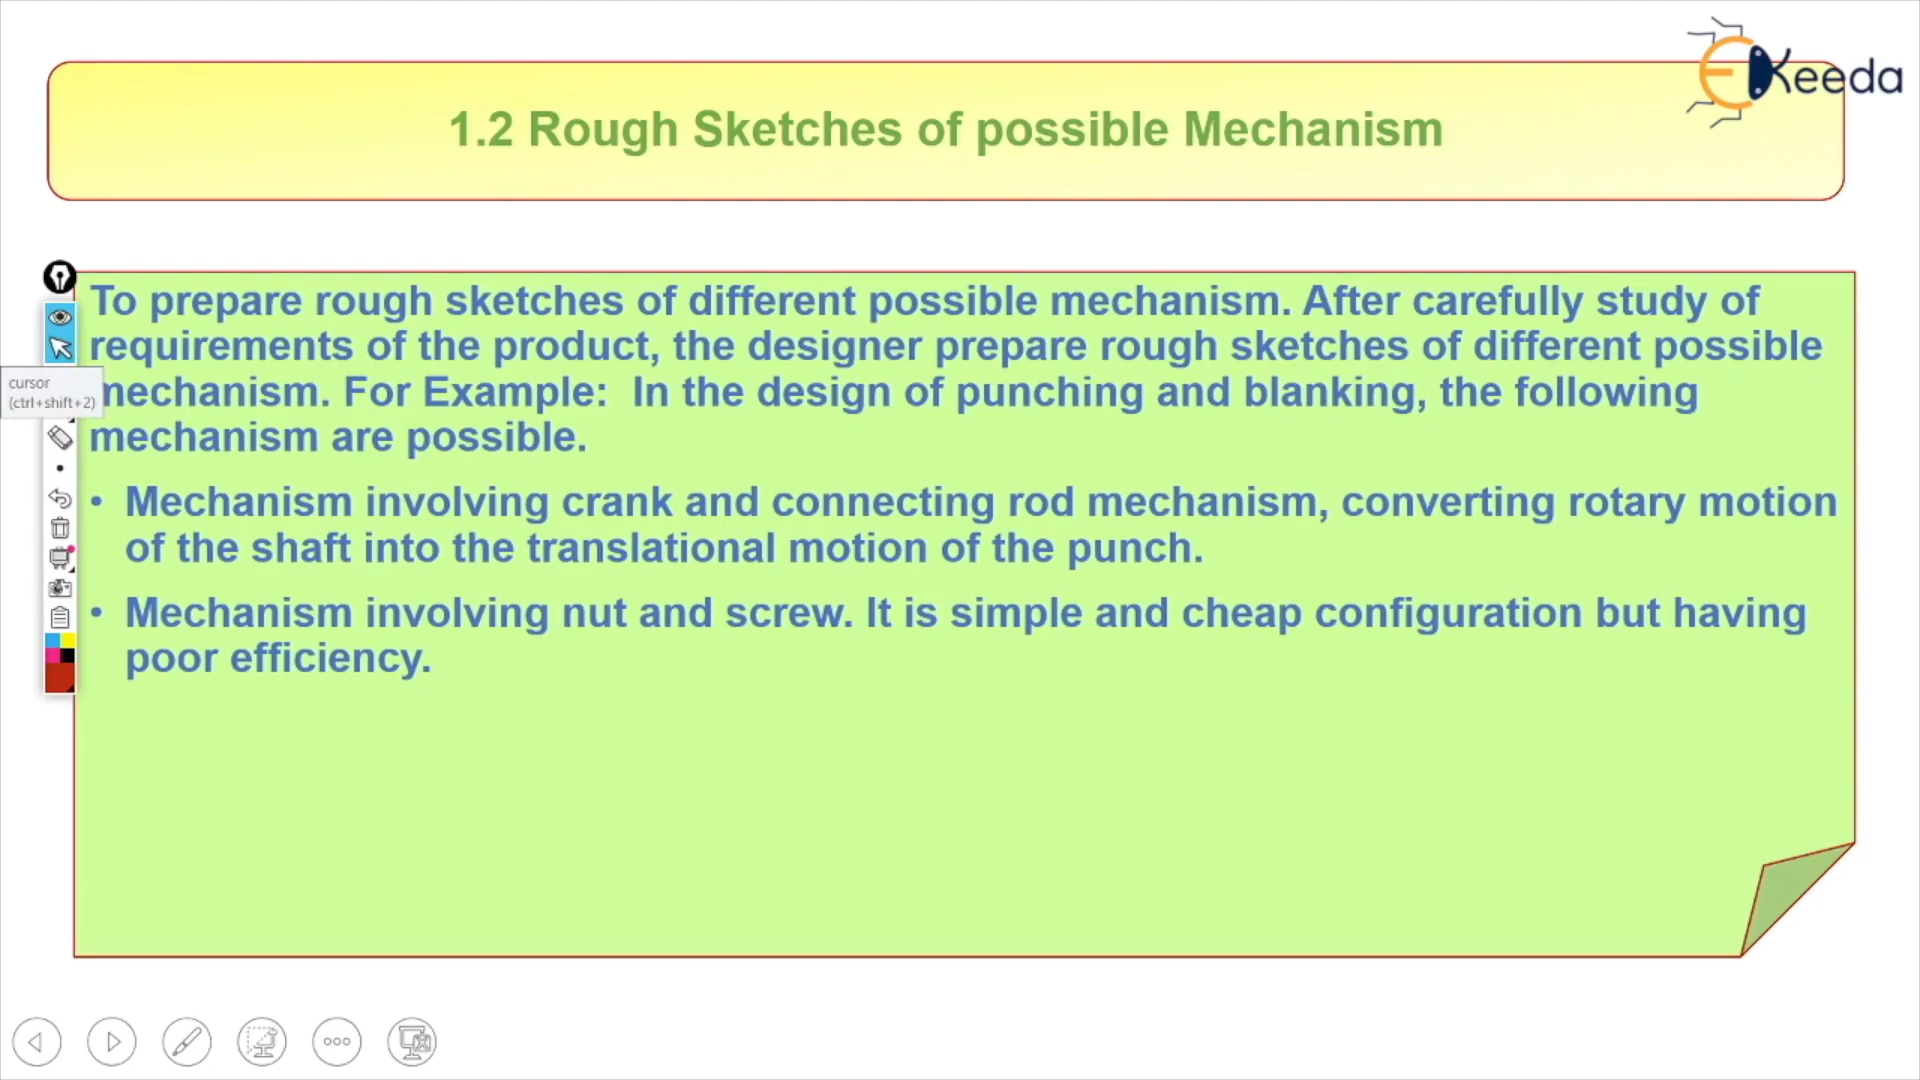 EKeeda
1.2 Rough Sketches of possible Mechanism
To prepare rough sketches of different possible mechanism. After carefully study of
requirements of the product, the designer prepare rough sketches of different possible
mechanism. For Example: In the design of punching and blanking, the following
mechanism are possible.
• Mechanism involving crank and connecting rod mechanism, converting rotary motion
of the shaft into the translational motion of the punch.
• Mechanism involving nut and screw. It is simple and cheap configuration but having
poor efficiency.
cursor
(ctrl+shift+2)